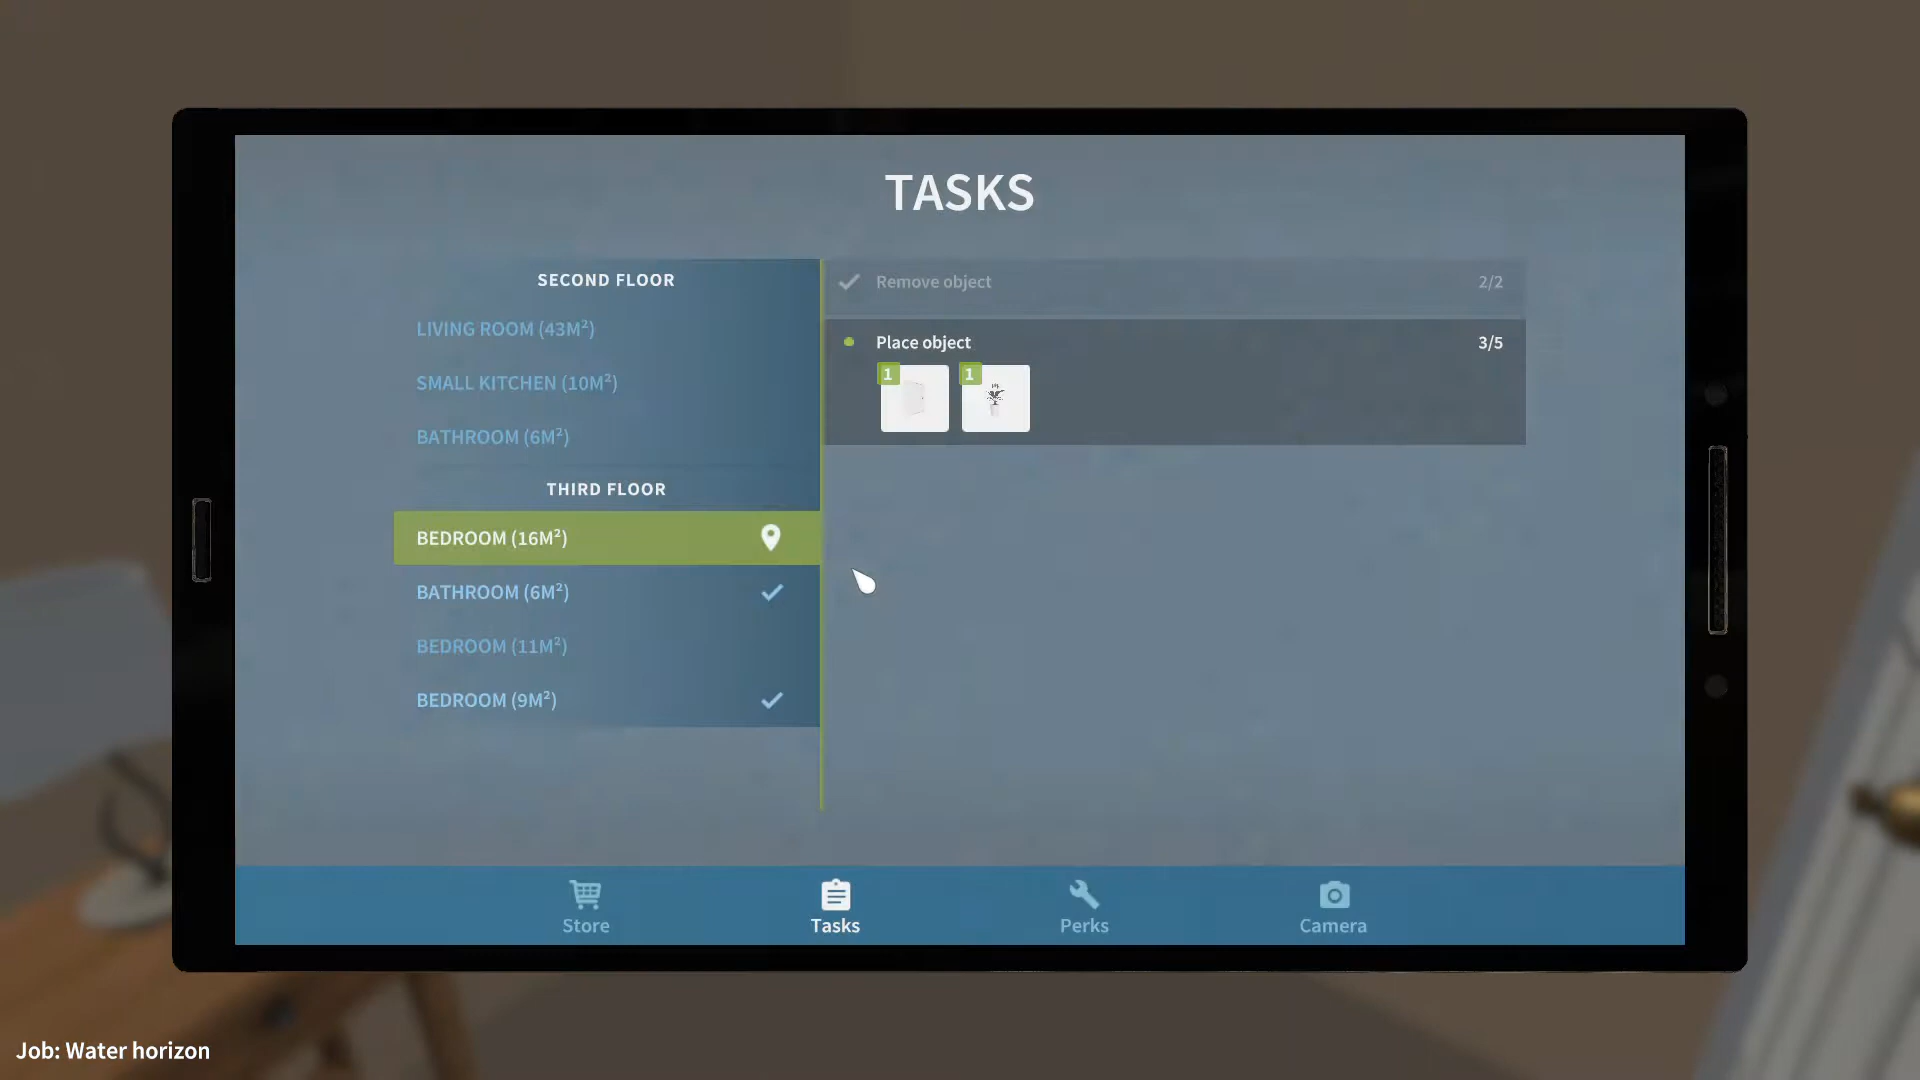 TASKS
SECOND FLOOR
LIVING ROOM (43M²)
SMALL KITCHEN (10M²)
BATHROOM (6M²)
THIRD FLOOR
BEDROOM (16M²)
BATHROOM (6M²)
BEDROOM (11M²)
BEDROOM (9M²)
Remove object 2/2
Place object 3/5
1 1
Store Tasks Perks Camera
Job: Water horizon